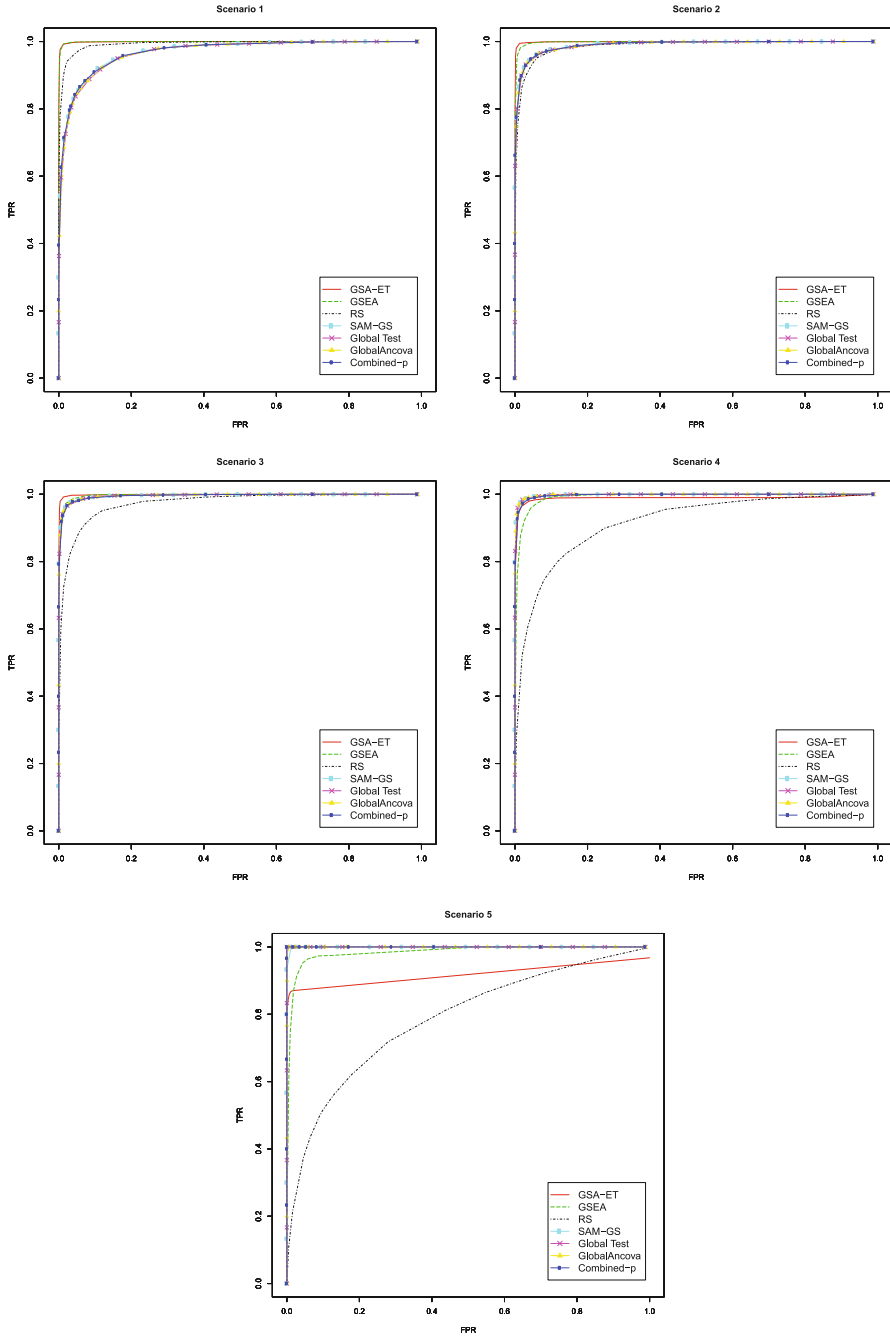 Scenario 1
TPR
1.0
0.8
0.6
0.4
0.2
0.0
GSA−ET
GSEA
RS
SAM−GS
Global Test
GlobalAncova
Combined−p
0.0 0.2 0.4 0.6 0.8 1.0
FPR
Scenario 2
TPR
1.0
0.8
0.6
0.4
0.2
0.0
GSA−ET
GSEA
RS
SAM−GS
Global Test
GlobalAncova
Combined−p
0.0 0.2 0.4 0.6 0.8 1.0
FPR
Scenario 3
TPR
1.0
0.8
0.6
0.4
0.2
0.0
GSA−ET
GSEA
RS
SAM−GS
Global Test
GlobalAncova
Combined−p
0.0 0.2 0.4 0.6 0.8 1.0
FPR
Scenario 4
TPR
1.0
0.8
0.6
0.4
0.2
0.0
GSA−ET
GSEA
RS
SAM−GS
Global Test
GlobalAncova
Combined−p
0.0 0.2 0.4 0.6 0.8 1.0
FPR
Scenario 5
TPR
1.0
0.8
0.6
0.4
0.2
0.0
GSA−ET
GSEA
RS
SAM−GS
Global Test
GlobalAncova
Combined−p
0.0 0.2 0.4 0.6 0.8 1.0
FPR